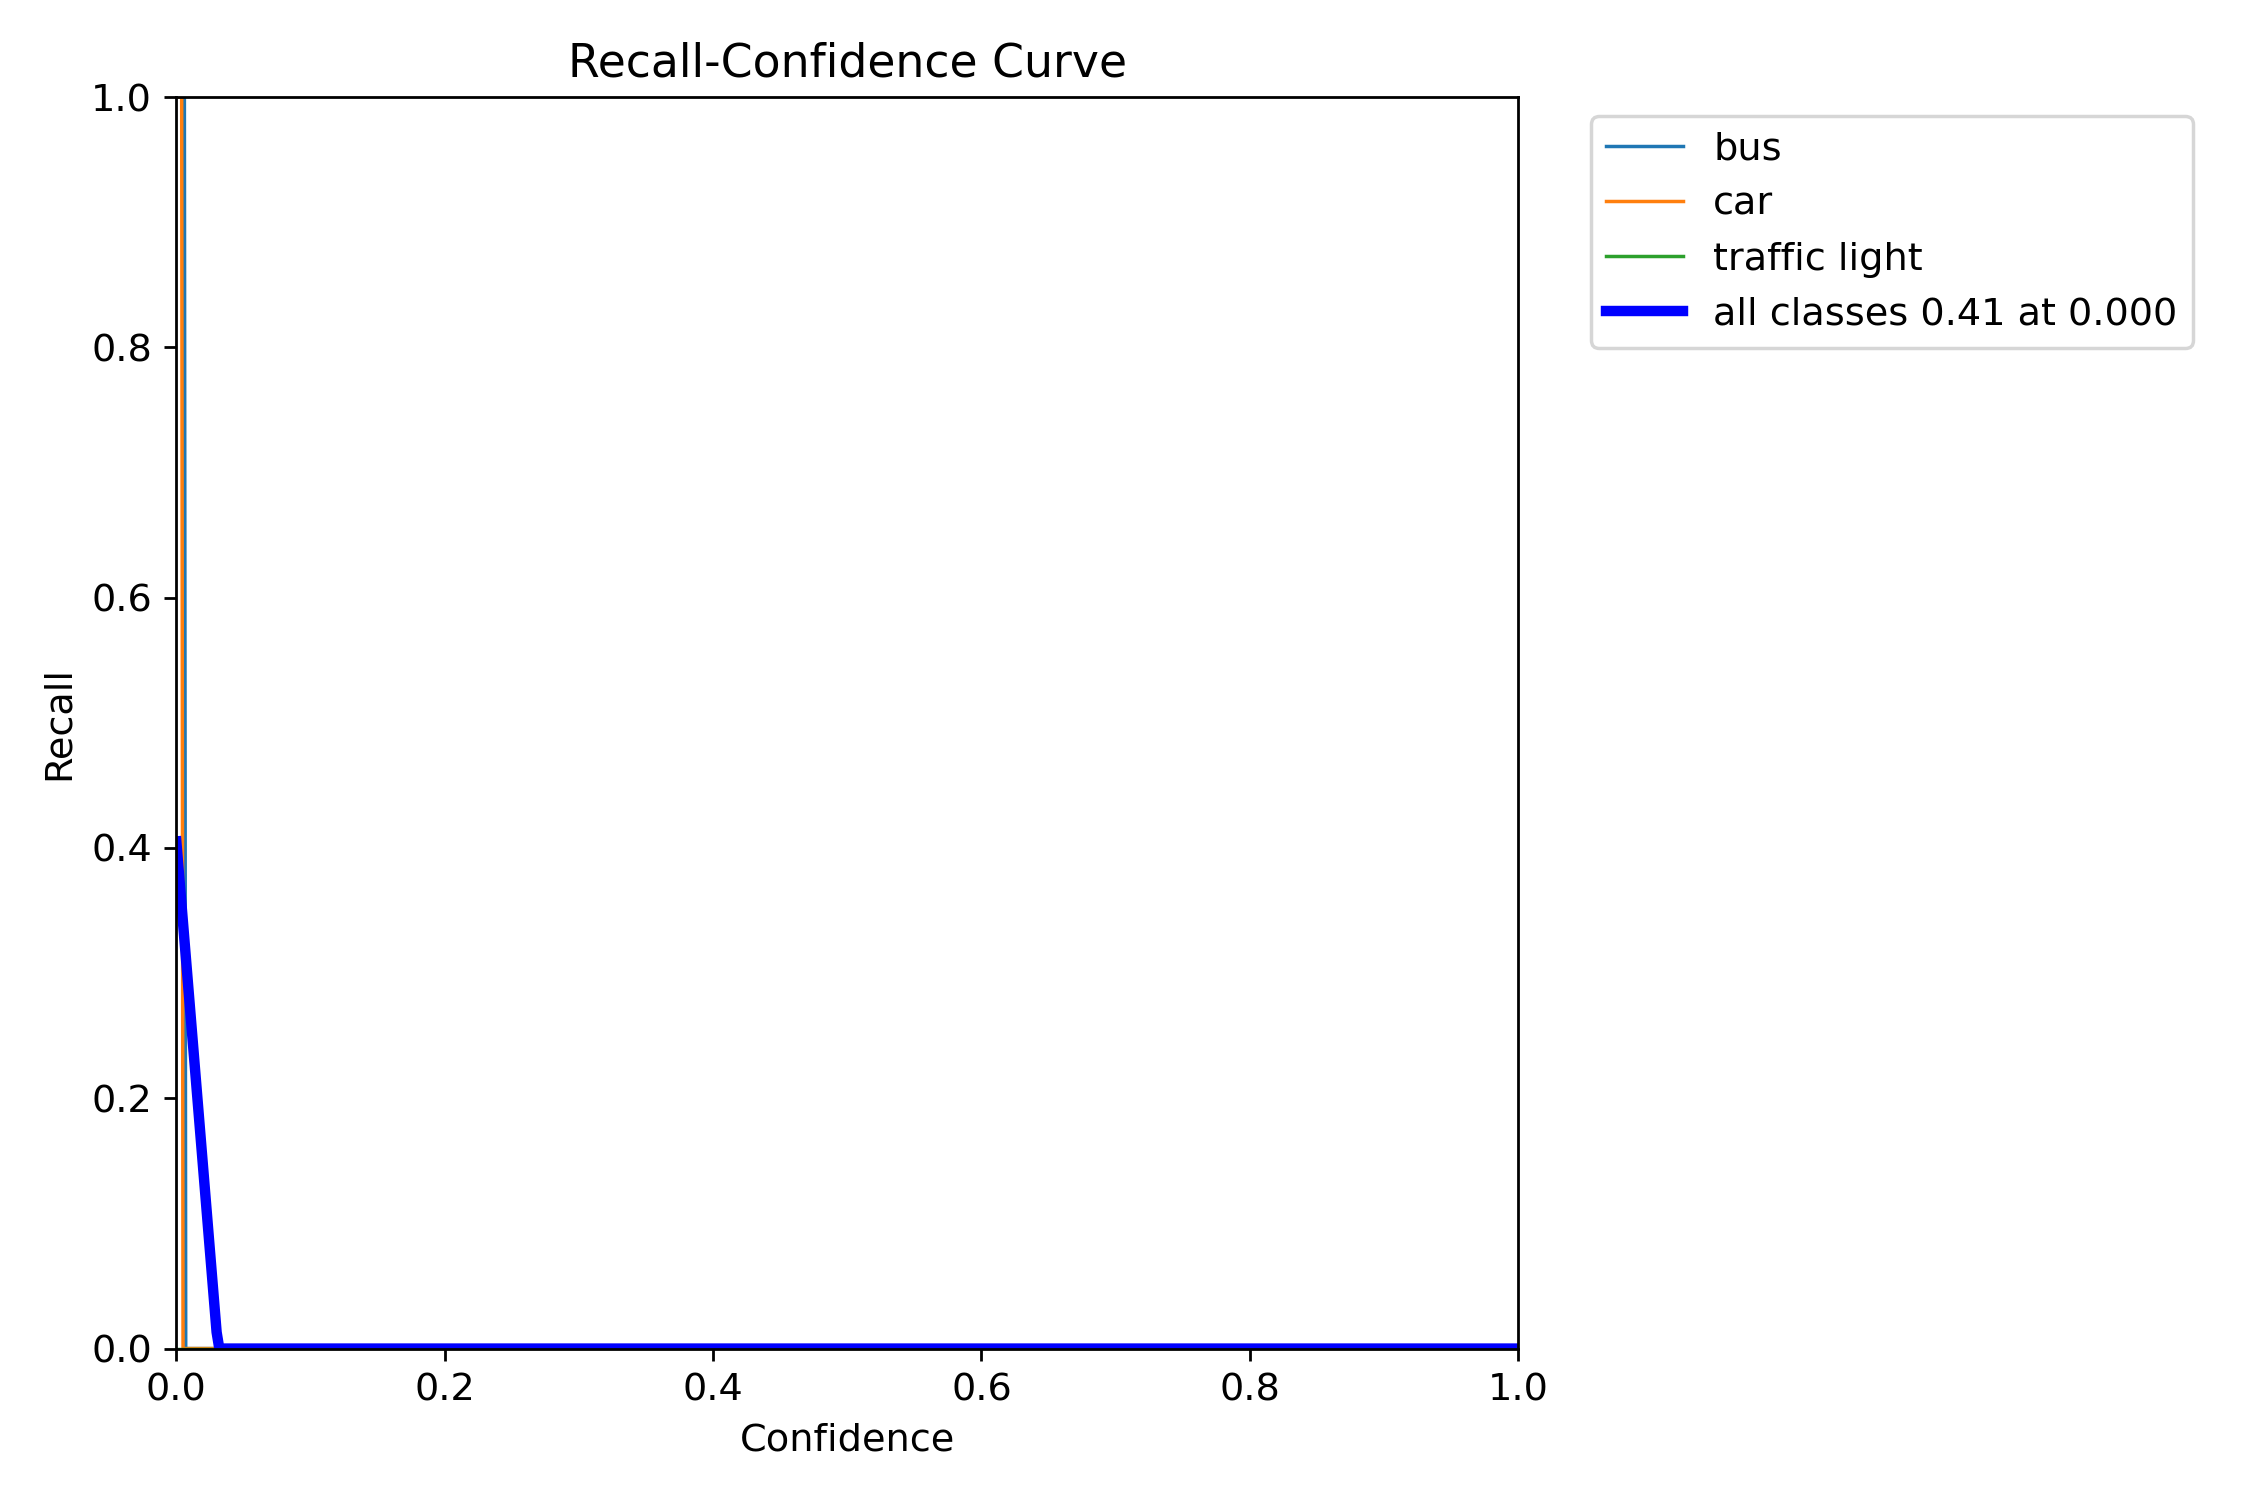 Recall-Confidence Curve
1.0
0.8
0.6
0.4
0.2
0.0
Recall
0.0 0.2 0.4 0.6 0.8 1.0
Confidence
bus
car
traffic light
all classes 0.41 at 0.000